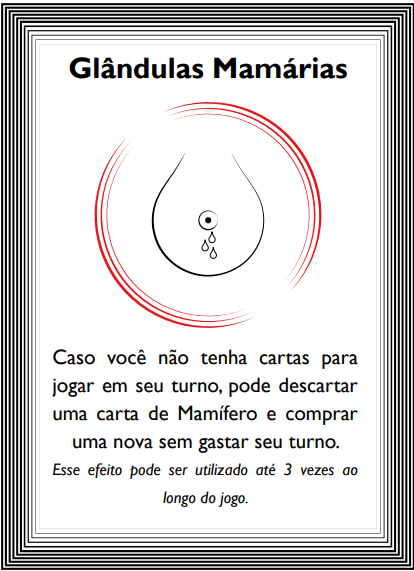 Glândulas Mamárias
Caso você não tenha cartas para
jogar em seu turno, pode descartar
uma carta de Mamífero e comprar
uma nova sem gastar seu turno.
Esse efeito pode ser utilizado até 3 vezes ao
longo do jogo.